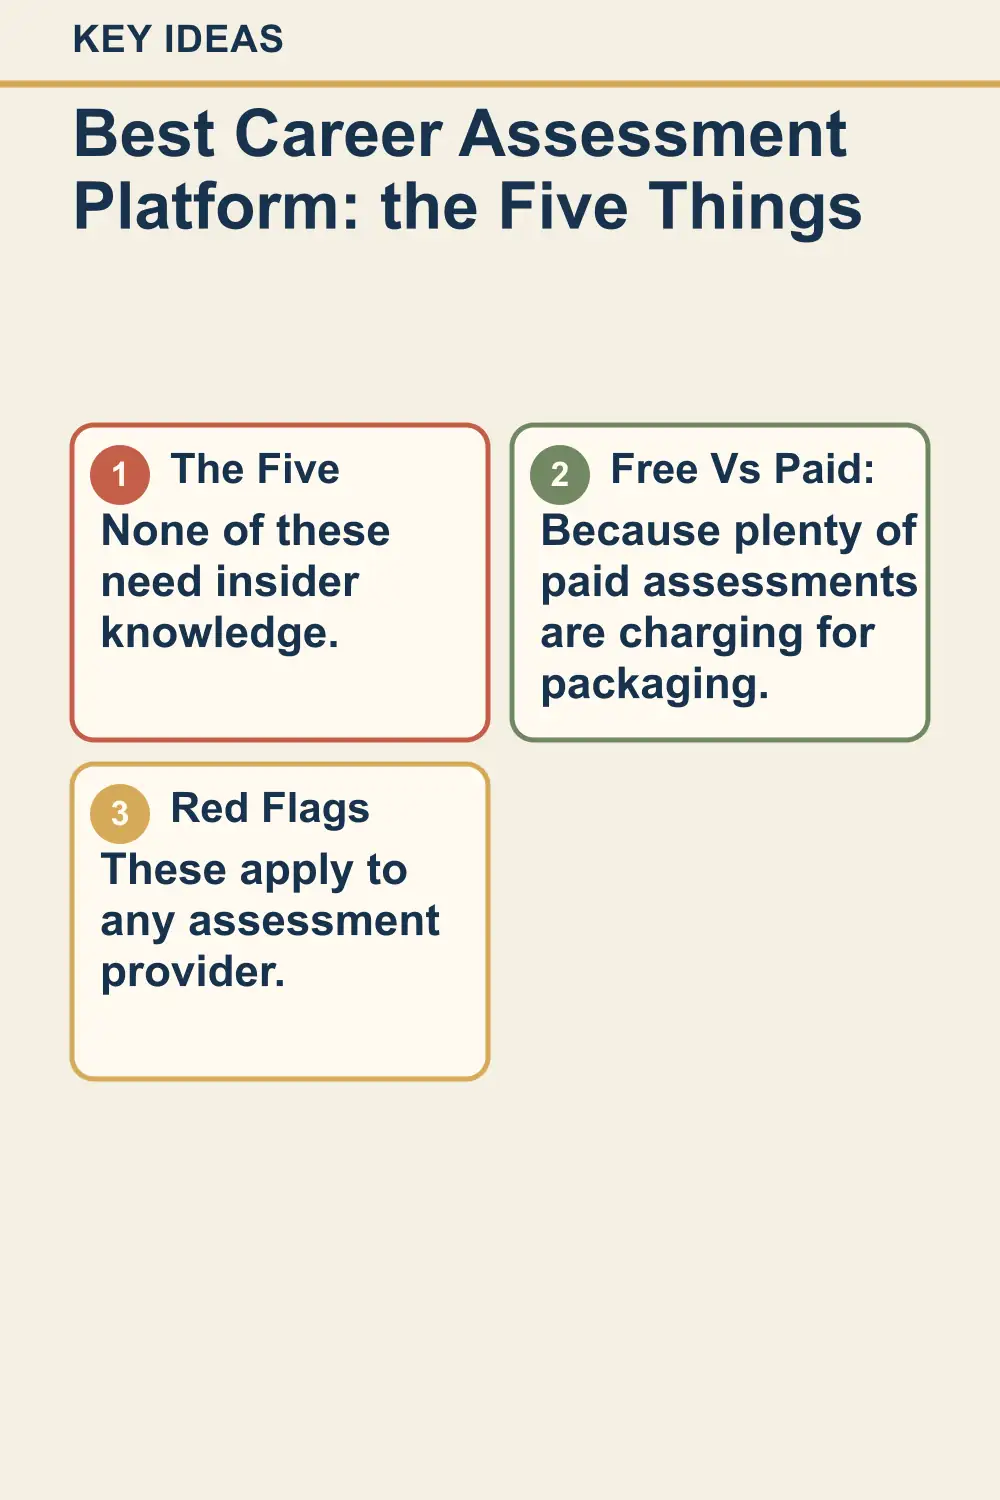 KEY IDEAS
Best Career Assessment
Platform: the Five Things
1 The Five
None of these
need insider
knowledge.
2 Free Vs Paid:
Because plenty of
paid assessments
are charging for
packaging.
3 Red Flags
These apply to
any assessment
provider.